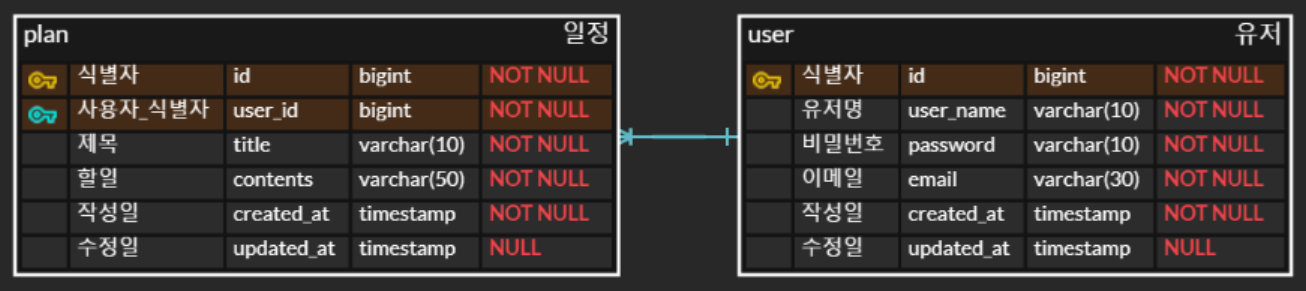 plan 일정
식별자 id bigint NOT NULL
사용자_식별자 user_id bigint NOT NULL
제목 title varchar(10) NOT NULL
할일 contents varchar(50) NOT NULL
작성일 created_at timestamp NOT NULL
수정일 updated_at timestamp NULL
user 유저
식별자 id bigint NOT NULL
유저명 user_name varchar(10) NOT NULL
비밀번호 password varchar(10) NOT NULL
이메일 email varchar(30) NOT NULL
작성일 created_at timestamp NOT NULL
수정일 updated_at timestamp NULL